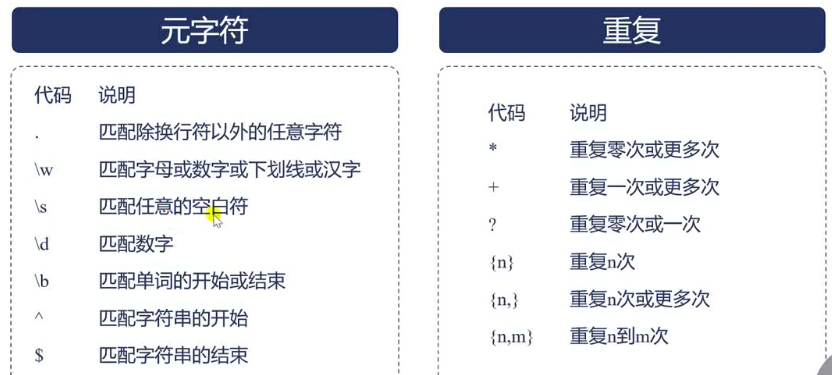 元字符
代码 说明
. 匹配除换行符以外的任意字符
\w 匹配字母或数字或下划线或汉字
\s 匹配任意的空白符
\d 匹配数字
\b 匹配单词的开始或结束
^ 匹配字符串的开始
$ 匹配字符串的结束
重复
代码 说明
* 重复零次或更多次
+ 重复一次或更多次
? 重复零次或一次
{n} 重复n次
{n,} 重复n次或更多次
{n,m} 重复n到m次